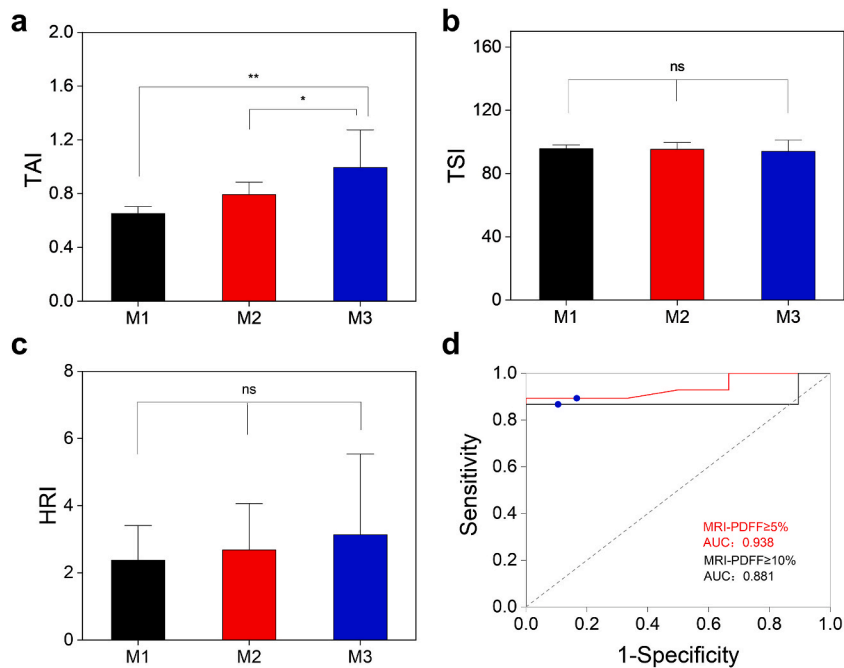 a
2.0
1.6
1.2
0.8
0.4
0.0
TAI
**
*
M1 M2 M3
b
160
120
80
40
0
TSI
ns
M1 M2 M3
c
8
6
4
2
0
HRI
ns
M1 M2 M3
d
1.0
0.8
0.6
0.4
0.2
0.0
Sensitivity
MRI-PDFF≥5%
AUC：0.938
MRI-PDFF≥10%
AUC：0.881
0.0 0.2 0.4 0.6 0.8 1.0
1-Specificity